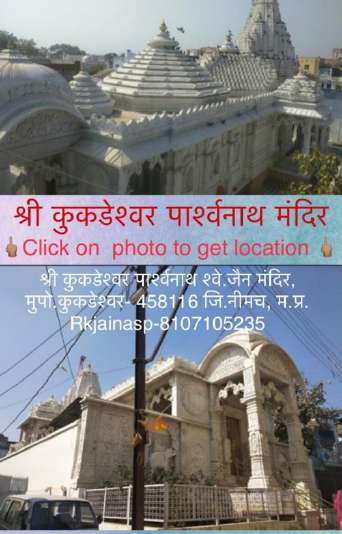 श्री कुकडेश्वर पार्श्वनाथ मंदिर
Click on photo to get location
श्री कुकडेश्वर पार्श्वनाथ श्वे.जैन मंदिर,
मुपो.कुकडेश्वर- 458116 जि.नीमच, म.प्र.
Rkjainasp-8107105235